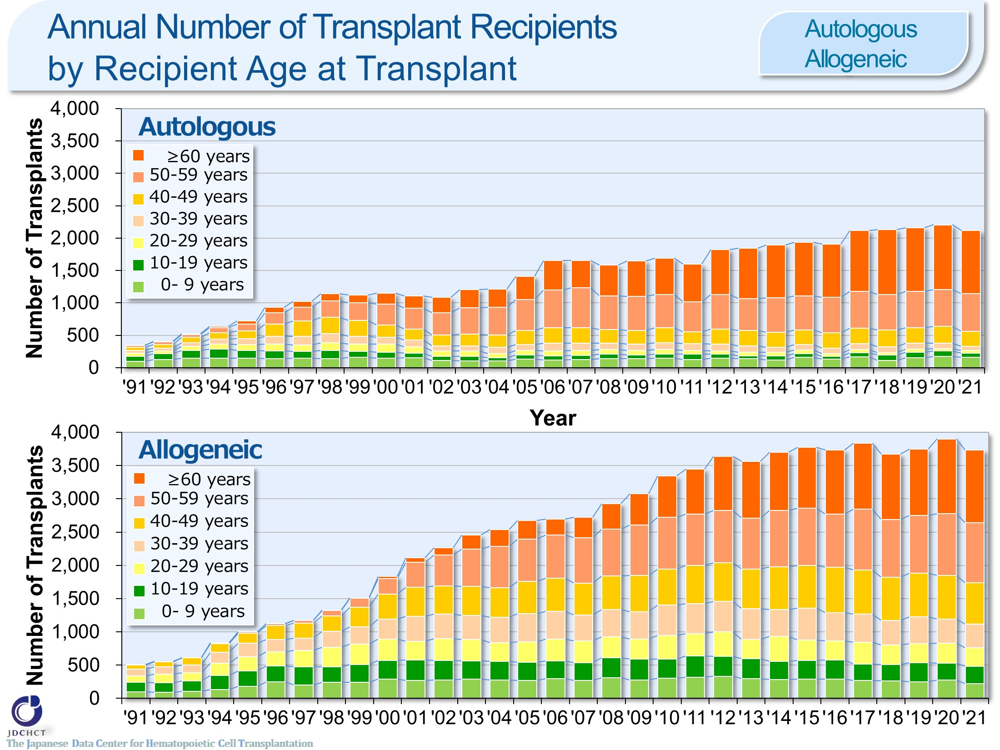 Annual Number of Transplant Recipients
by Recipient Age at Transplant
Autologous
Allogeneic
Number of Transplants
4,000
3,500
3,000
2,500
2,000
1,500
1,000
500
0
Autologous
≥60 years
50-59 years
40-49 years
30-39 years
20-29 years
10-19 years
0- 9 years
'91 '92 '93 '94 '95 '96 '97 '98 '99 '00 '01 '02 '03 '04 '05 '06 '07 '08 '09 '10 '11 '12 '13 '14 '15 '16 '17 '18 '19 '20 '21
Year
Number of Transplants
4,000
3,500
3,000
2,500
2,000
1,500
1,000
500
0
Allogeneic
≥60 years
50-59 years
40-49 years
30-39 years
20-29 years
10-19 years
0- 9 years
'91 '92 '93 '94 '95 '96 '97 '98 '99 '00 '01 '02 '03 '04 '05 '06 '07 '08 '09 '10 '11 '12 '13 '14 '15 '16 '17 '18 '19 '20 '21
JDCHCT
The Japanese Data Center for Hematopoietic Cell Transplantation